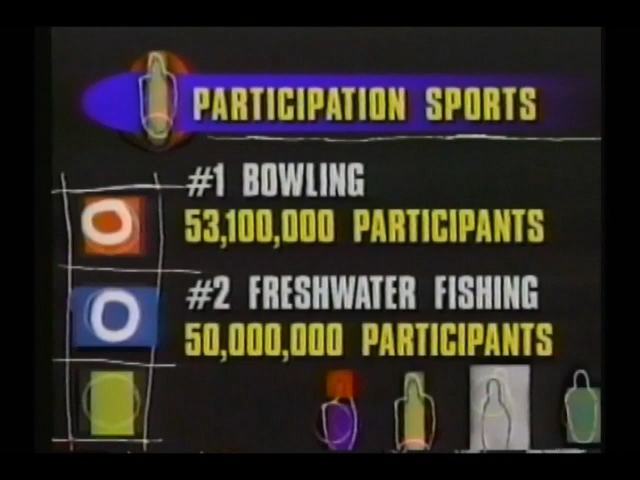 PARTICIPATION SPORTS
#1 BOWLING
53,100,000 PARTICIPANTS
#2 FRESHWATER FISHING
50,000,000 PARTICIPANTS